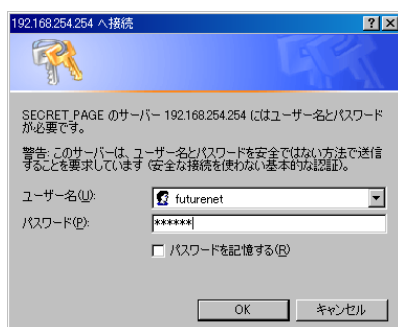 192.168.254.254 へ接続
SECRET_PAGE のサーバー 192.168.254.254 にはユーザー名とパスワード
が必要です。
警告: このサーバーは、ユーザー名とパスワードを安全ではない方法で送信
することを要求しています (安全な接続を使わない基本的な認証)。
ユーザー名(U):
futurenet
パスワード(P):
******
パスワードを記憶する(R)
OK
キャンセル